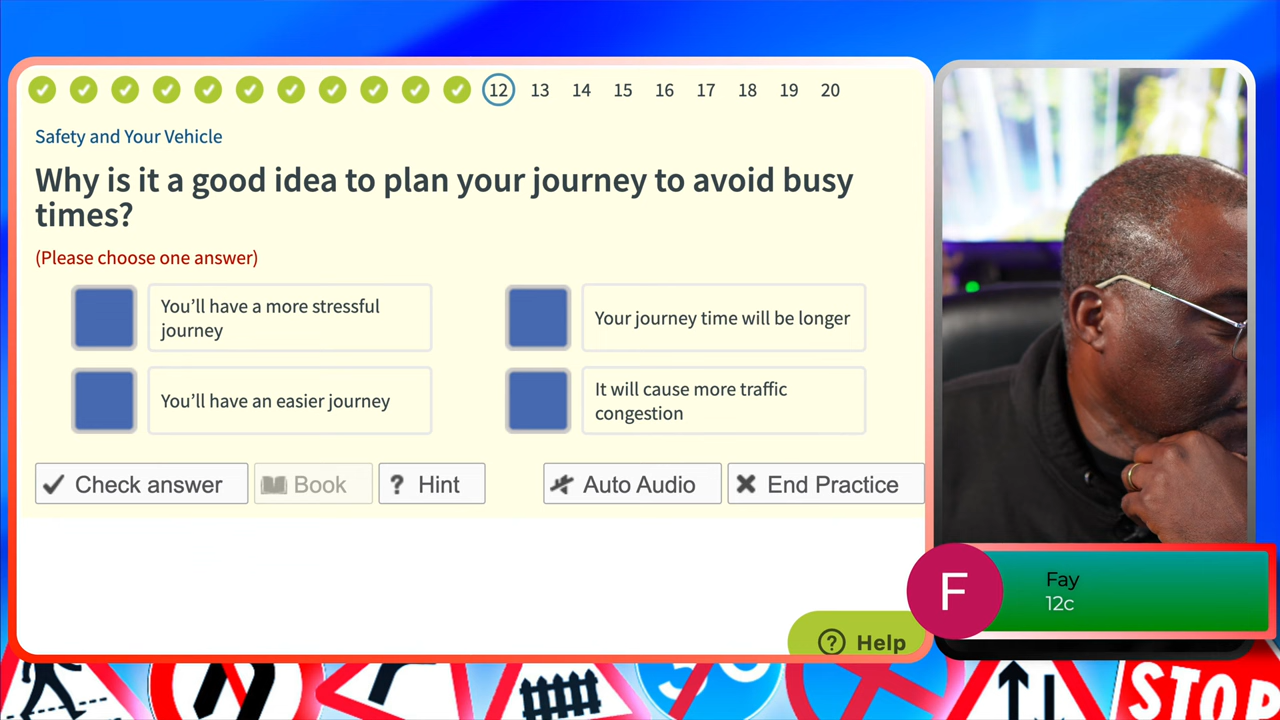 12 13 14 15 16 17 18 19 20
Safety and Your Vehicle
Why is it a good idea to plan your journey to avoid busy
times?
(Please choose one answer)
You’ll have a more stressful
journey
Your journey time will be longer
You’ll have an easier journey
It will cause more traffic
congestion
✓ Check answer
Book
? Hint
Auto Audio
✖ End Practice
F
Fay
12c
? Help
STOP